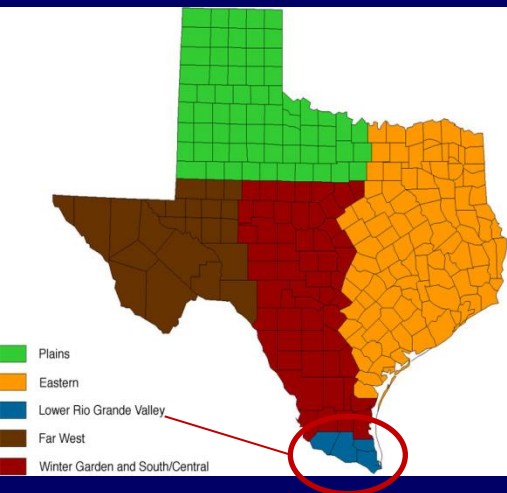 Plains
Eastern
Lower Rio Grande Valley
Far West
Winter Garden and South/Central